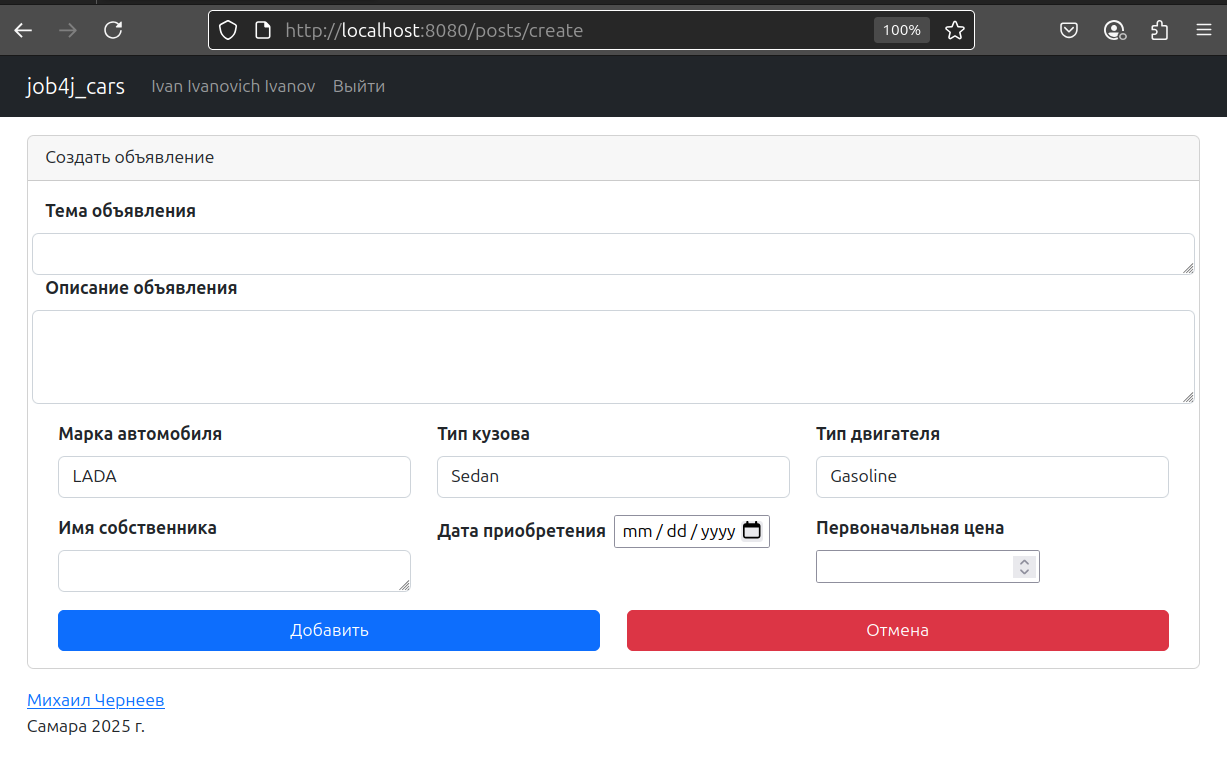 http://localhost:8080/posts/create 100%
job4j_cars Ivan Ivanovich Ivanov Выйти
Создать объявление
Тема объявления
Описание объявления
Марка автомобиля Тип кузова Тип двигателя
LADA Sedan Gasoline
Имя собственника Дата приобретения mm / dd / yyyy Первоначальная цена
Добавить Отмена
Михаил Чернеев
Самара 2025 г.